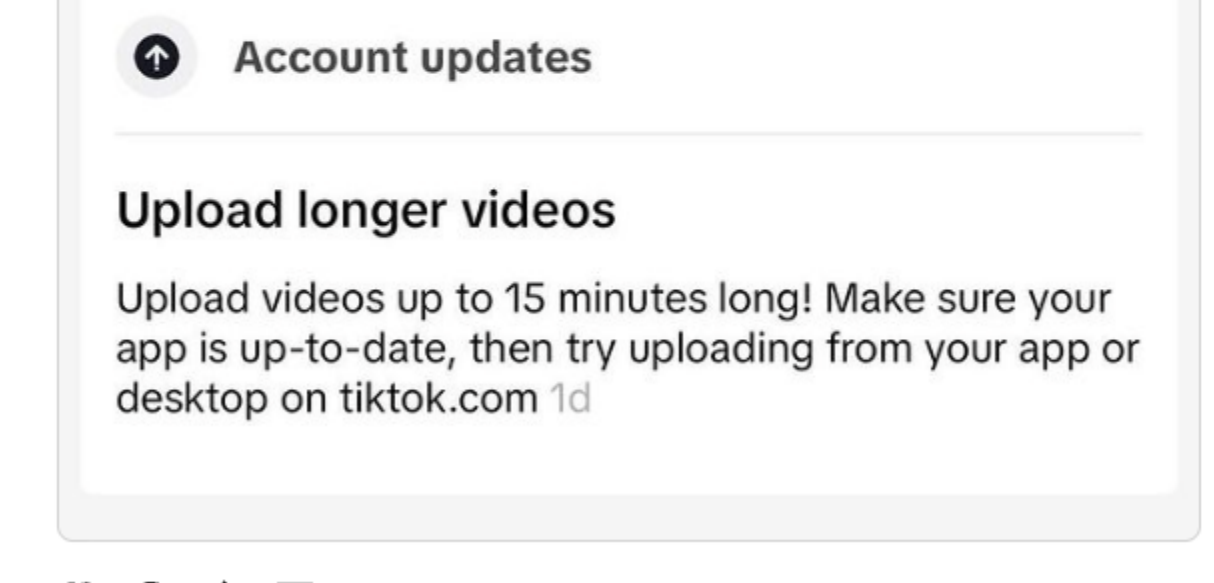 Account updates
Upload longer videos
Upload videos up to 15 minutes long! Make sure your
app is up-to-date, then try uploading from your app or
desktop on tiktok.com 1d